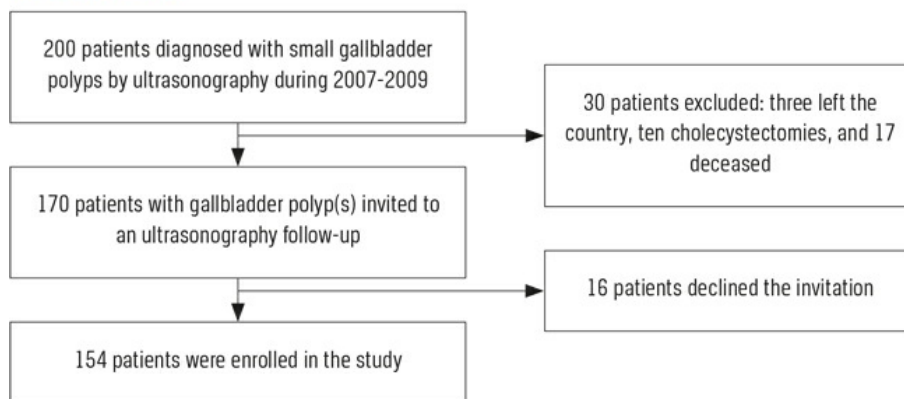 200 patients diagnosed with small gallbladder
polyps by ultrasonography during 2007-2009
30 patients excluded: three left the
country, ten cholecystectomies, and 17
deceased
170 patients with gallbladder polyp(s) invited to
an ultrasonography follow-up
16 patients declined the invitation
154 patients were enrolled in the study